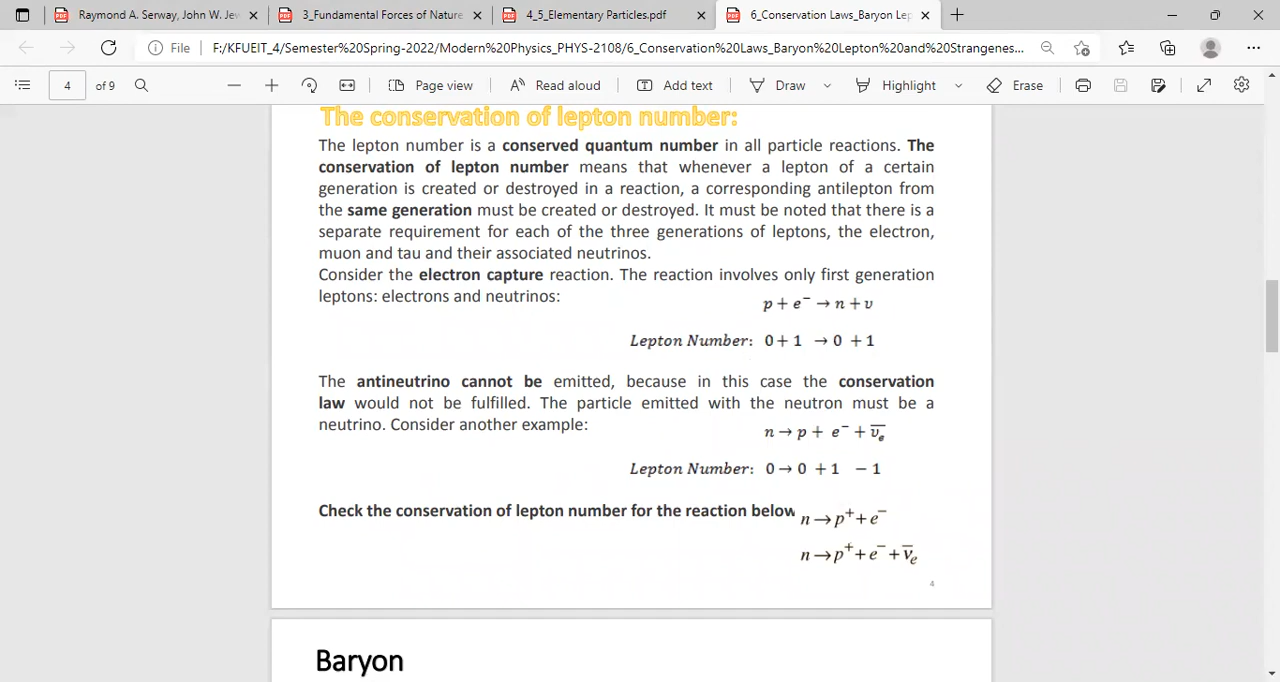 Raymond A. Serway, John W. Jew
3_Fundamental Forces of Nature
4_5_Elementary Particles.pdf
6_Conservation Laws_Baryon Lep
File
F:/KFUEIT_4/Semester%20Spring-2022/Modern%20Physics_PHYS-2108/6_Conservation%20Laws_Baryon%20Lepton%20and%20Strangenes...
4 of 9
Page view
Read aloud
Add text
Draw
Highlight
Erase
The conservation of lepton number:
The lepton number is a conserved quantum number in all particle reactions. The
conservation of lepton number means that whenever a lepton of a certain
generation is created or destroyed in a reaction, a corresponding antilepton from
the same generation must be created or destroyed. It must be noted that there is a
separate requirement for each of the three generations of leptons, the electron,
muon and tau and their associated neutrinos.
Consider the electron capture reaction. The reaction involves only first generation
leptons: electrons and neutrinos:
p + e⁻ → n + υ
Lepton Number: 0 + 1 → 0 + 1
The antineutrino cannot be emitted, because in this case the conservation
law would not be fulfilled. The particle emitted with the neutron must be a
neutrino. Consider another example:
n → p + e⁻ + ῡₑ
Lepton Number: 0 → 0 + 1 − 1
Check the conservation of lepton number for the reaction below
n → p⁺ + e⁻
n → p⁺ + e⁻ + ν̄ₑ
4
Baryon